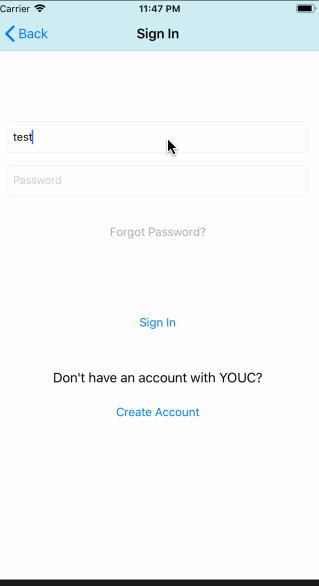 Carrier 11:47 PM
Back Sign In
test
Password
Forgot Password?
Sign In
Don't have an account with YOUC?
Create Account